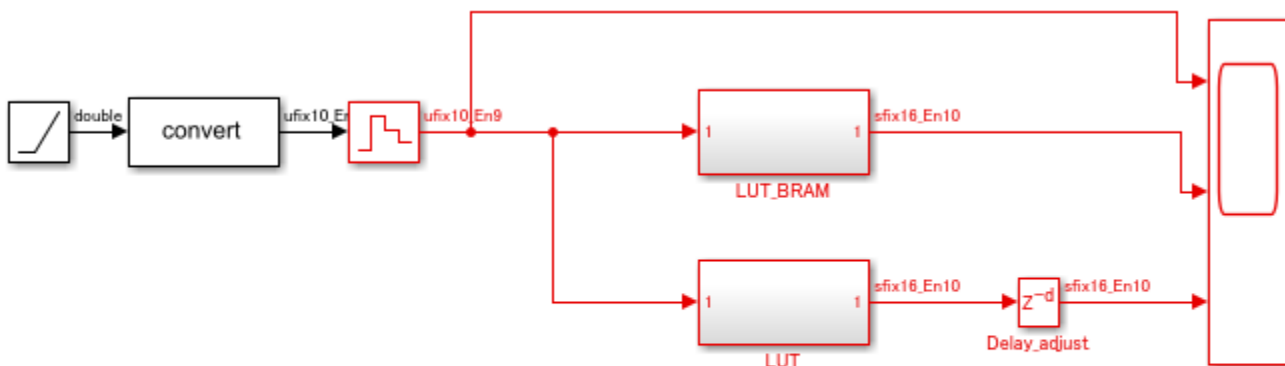 double
convert
ufix10_En
ufix10_En9
1
1
sfix16_En10
LUT_BRAM
1
1
sfix16_En10
Z-d
sfix16_En10
Delay_adjust
LUT